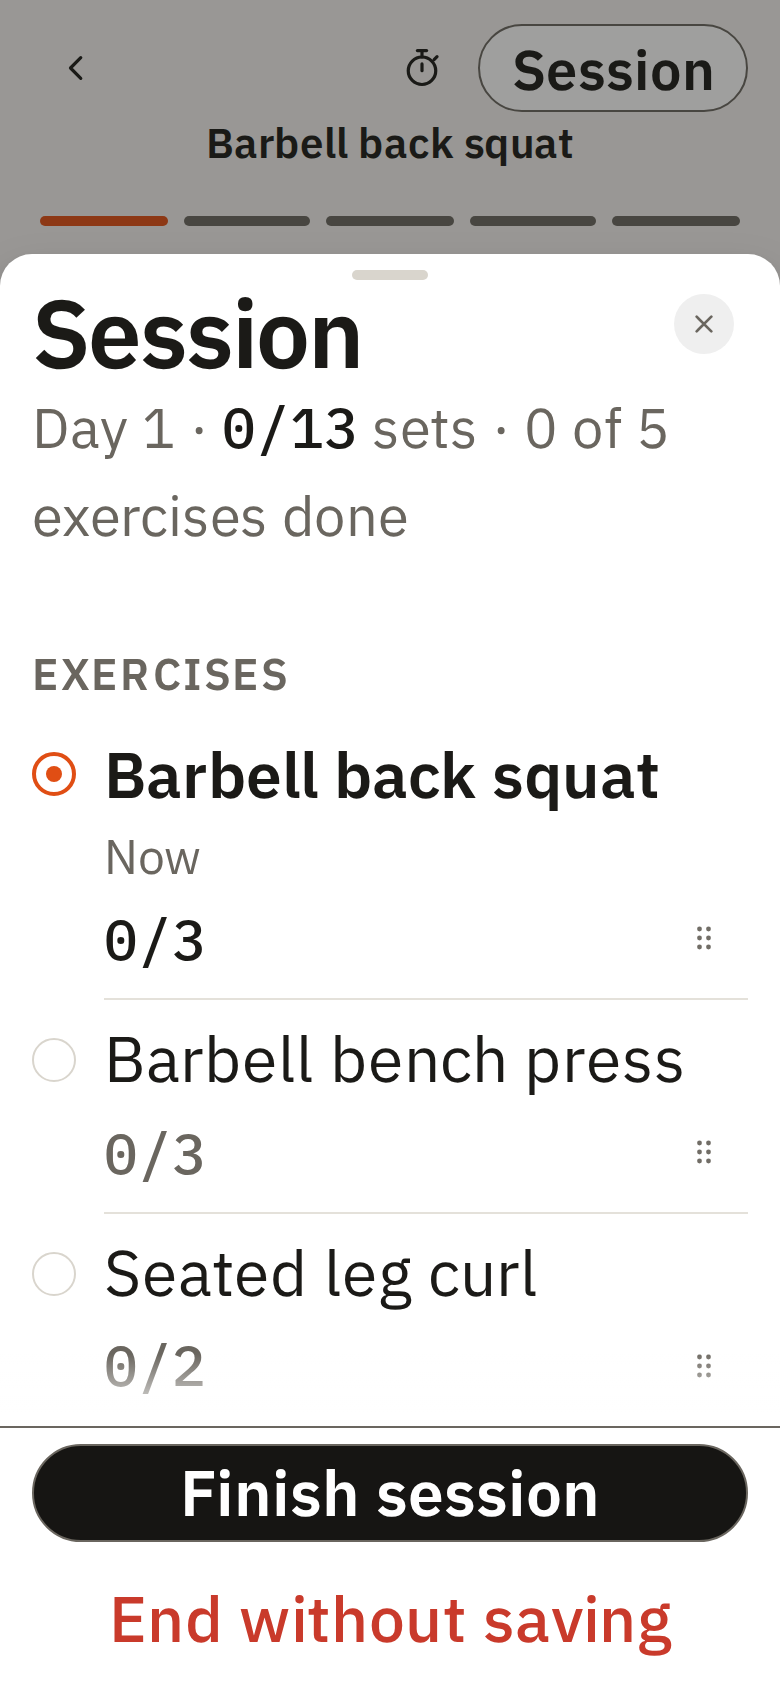 Session
Barbell back squat
Session
Day 1 · 0/13 sets · 0 of 5
exercises done
EXERCISES
Barbell back squat
Now
0/3
Barbell bench press
0/3
Seated leg curl
0/2
Finish session
End without saving